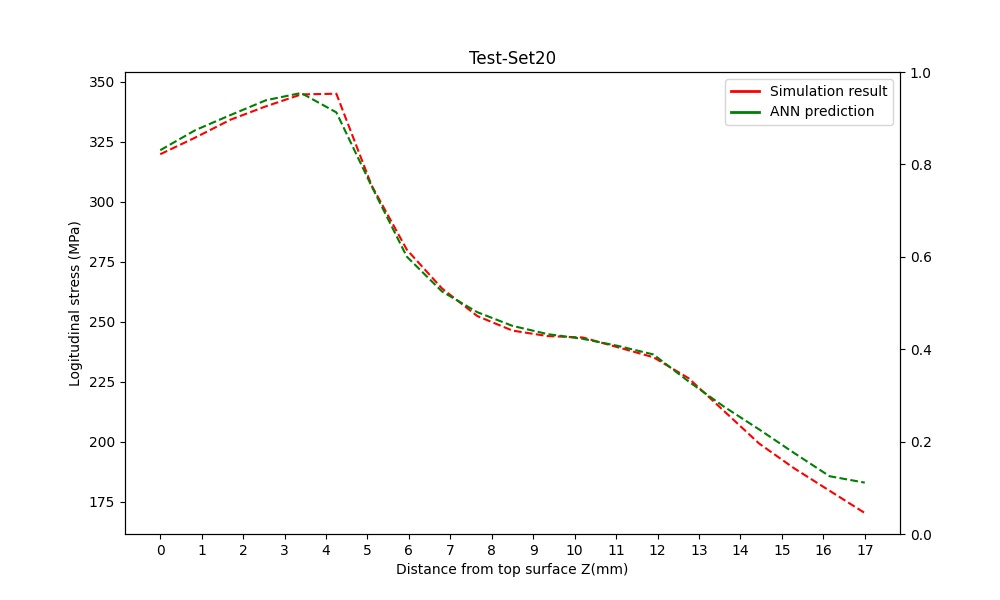 Test-Set20
Simulation result
ANN prediction
350
325
300
275
250
225
200
175
Logitudinal stress (MPa)
1.0
0.8
0.6
0.4
0.2
0.0
0 1 2 3 4 5 6 7 8 9 10 11 12 13 14 15 16 17
Distance from top surface Z(mm)